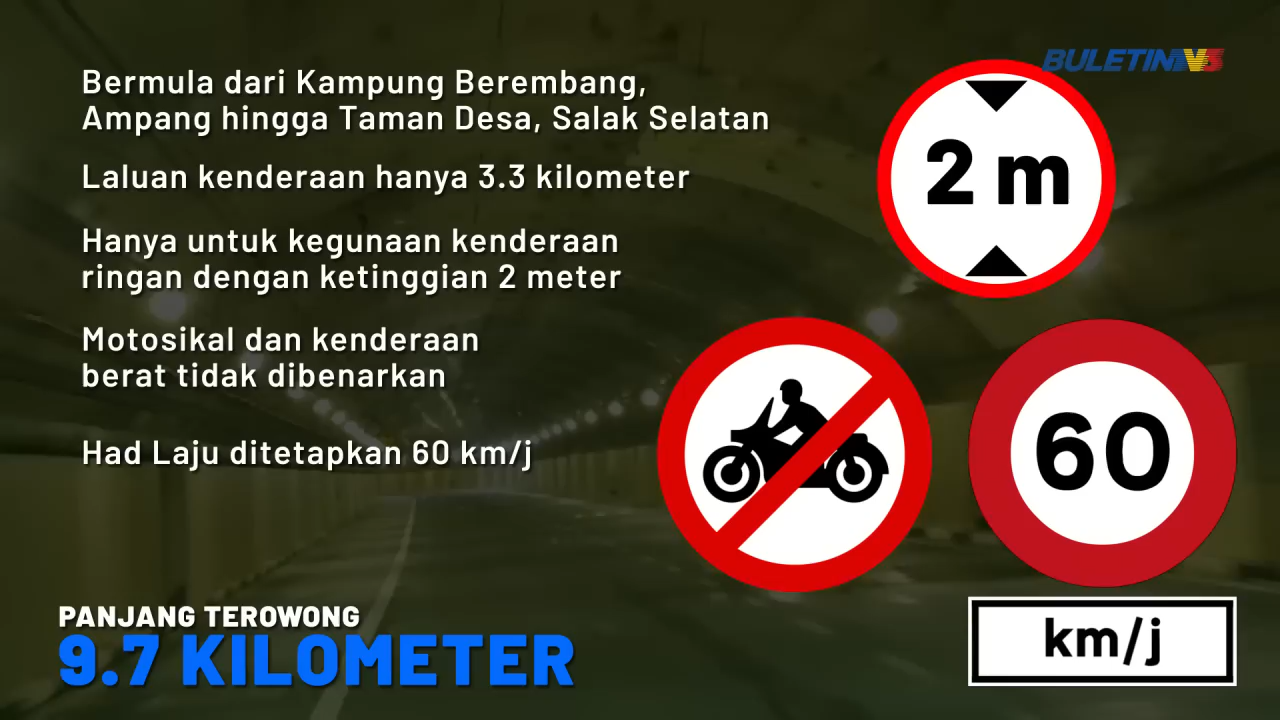 BULETIN TV3
Bermula dari Kampung Berembang,
Ampang hingga Taman Desa, Salak Selatan
Laluan kenderaan hanya 3.3 kilometer
Hanya untuk kegunaan kenderaan
ringan dengan ketinggian 2 meter
Motosikal dan kenderaan
berat tidak dibenarkan
Had Laju ditetapkan 60 km/j
2 m
60
km/j
PANJANG TEROWONG
9.7 KILOMETER